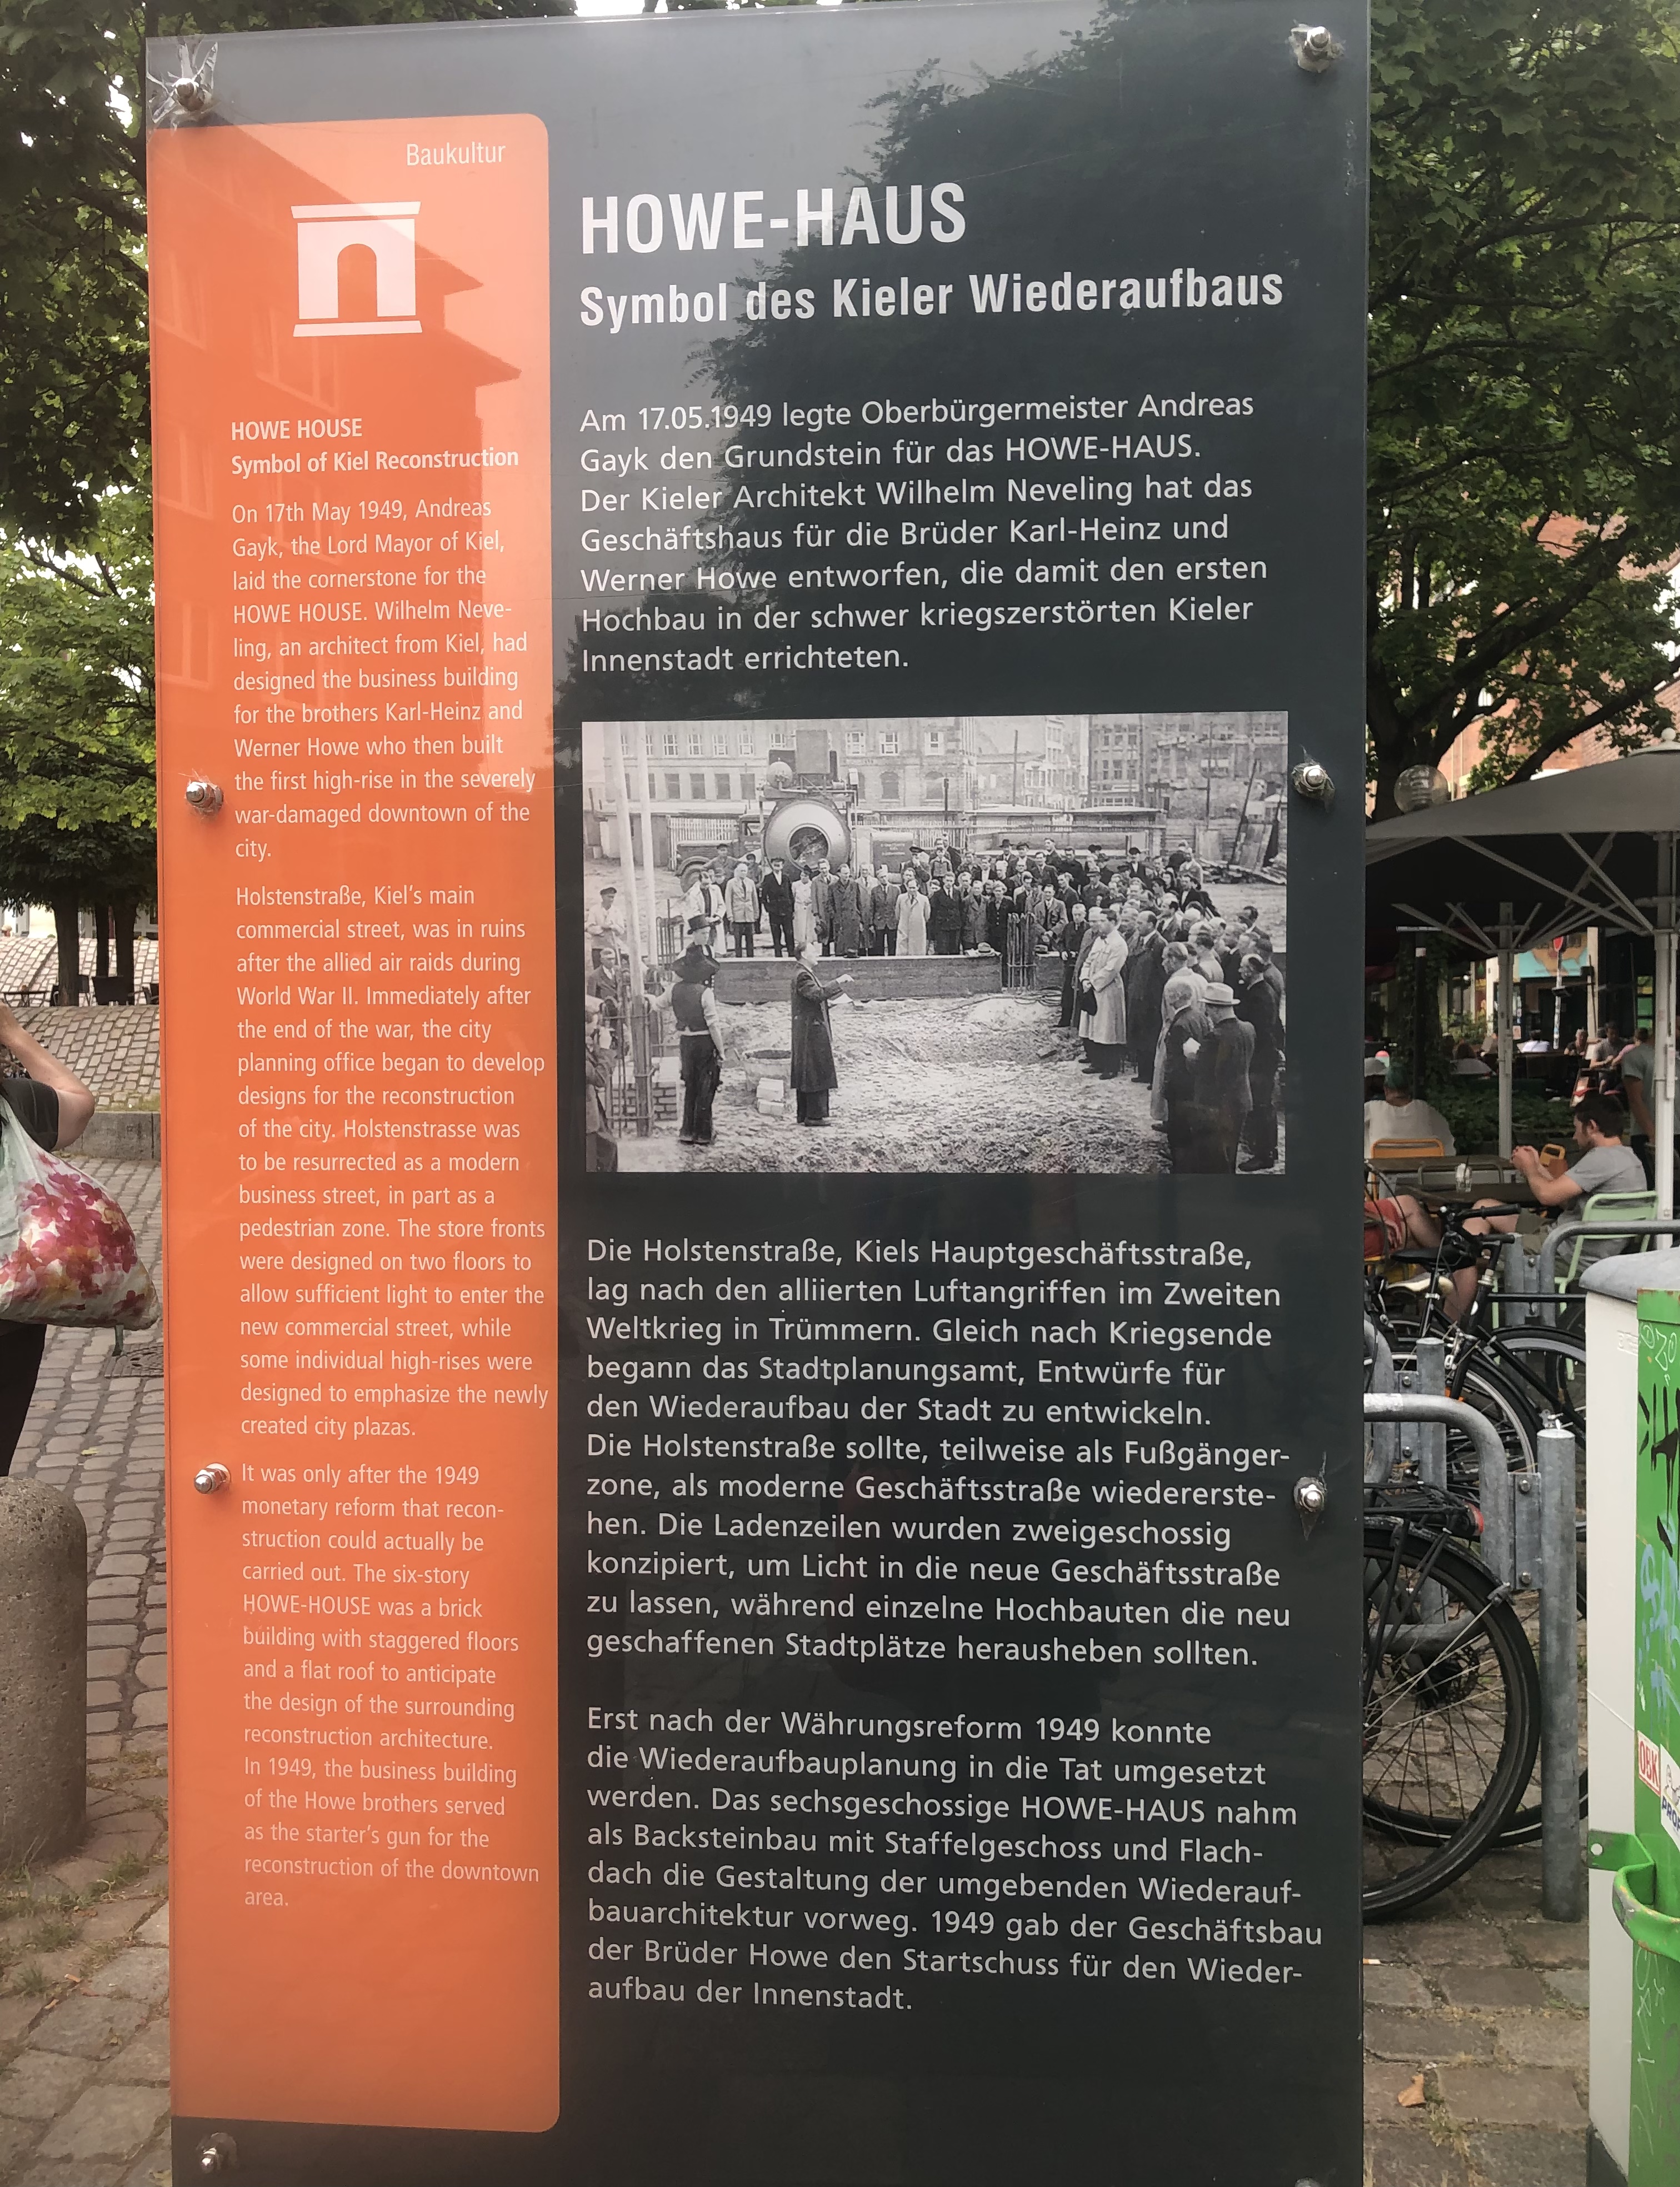 Baukultur
HOWE HOUSE
Symbol of Kiel Reconstruction
On 17th May 1949, Andreas
Gayk, the Lord Mayor of Kiel,
laid the cornerstone for the
HOWE HOUSE. Wilhelm Neve-
ling, an architect from Kiel, had
designed the business building
for the brothers Karl-Heinz and
Werner Howe who then built
the first high-rise in the severely
war-damaged downtown of the
city.
Holstenstraße, Kiel's main
commercial street, was in ruins
after the allied air raids during
World War II. Immediately after
the end of the war, the city
planning office began to develop
designs for the reconstruction
of the city. Holstenstrasse was
to be resurrected as a modern
business street, in part as a
pedestrian zone. The store fronts
were designed on two floors to
allow sufficient light to enter the
new commercial street, while
some individual high-rises were
designed to emphasize the newly
created city plazas.
It was only after the 1949
monetary reform that recon-
struction could actually be
carried out. The six-story
HOWE-HOUSE was a brick
building with staggered floors
and a flat roof to anticipate
the design of the surrounding
reconstruction architecture.
In 1949, the business building
of the Howe brothers served
as the starter's gun for the
reconstruction of the downtown
area.
HOWE-HAUS
Symbol des Kieler Wiederaufbaus
Am 17.05.1949 legte Oberbürgermeister Andreas
Gayk den Grundstein für das HOWE-HAUS.
Der Kieler Architekt Wilhelm Neveling hat das
Geschäftshaus für die Brüder Karl-Heinz und
Werner Howe entworfen, die damit den ersten
Hochbau in der schwer kriegszerstörten Kieler
Innenstadt errichteten.
Die Holstenstraße, Kiels Hauptgeschäftsstraße,
lag nach den alliierten Luftangriffen im Zweiten
Weltkrieg in Trümmern. Gleich nach Kriegsende
begann das Stadtplanungsamt, Entwürfe für
den Wiederaufbau der Stadt zu entwickeln.
Die Holstenstraße sollte, teilweise als Fußgänger-
zone, als moderne Geschäftsstraße wiedererste-
hen. Die Ladenzeilen wurden zweigeschossig
konzipiert, um Licht in die neue Geschäftsstraße
zu lassen, während einzelne Hochbauten die neu
geschaffenen Stadtplätze herausheben sollten.
Erst nach der Währungsreform 1949 konnte
die Wiederaufbauplanung in die Tat umgesetzt
werden. Das sechsgeschossige HOWE-HAUS nahm
als Backsteinbau mit Staffelgeschoss und Flach-
dach die Gestaltung der umgebenden Wiederauf-
bauarchitektur vorweg. 1949 gab der Geschäftsbau
der Brüder Howe den Startschuss für den Wieder-
aufbau der Innenstadt.
OBK